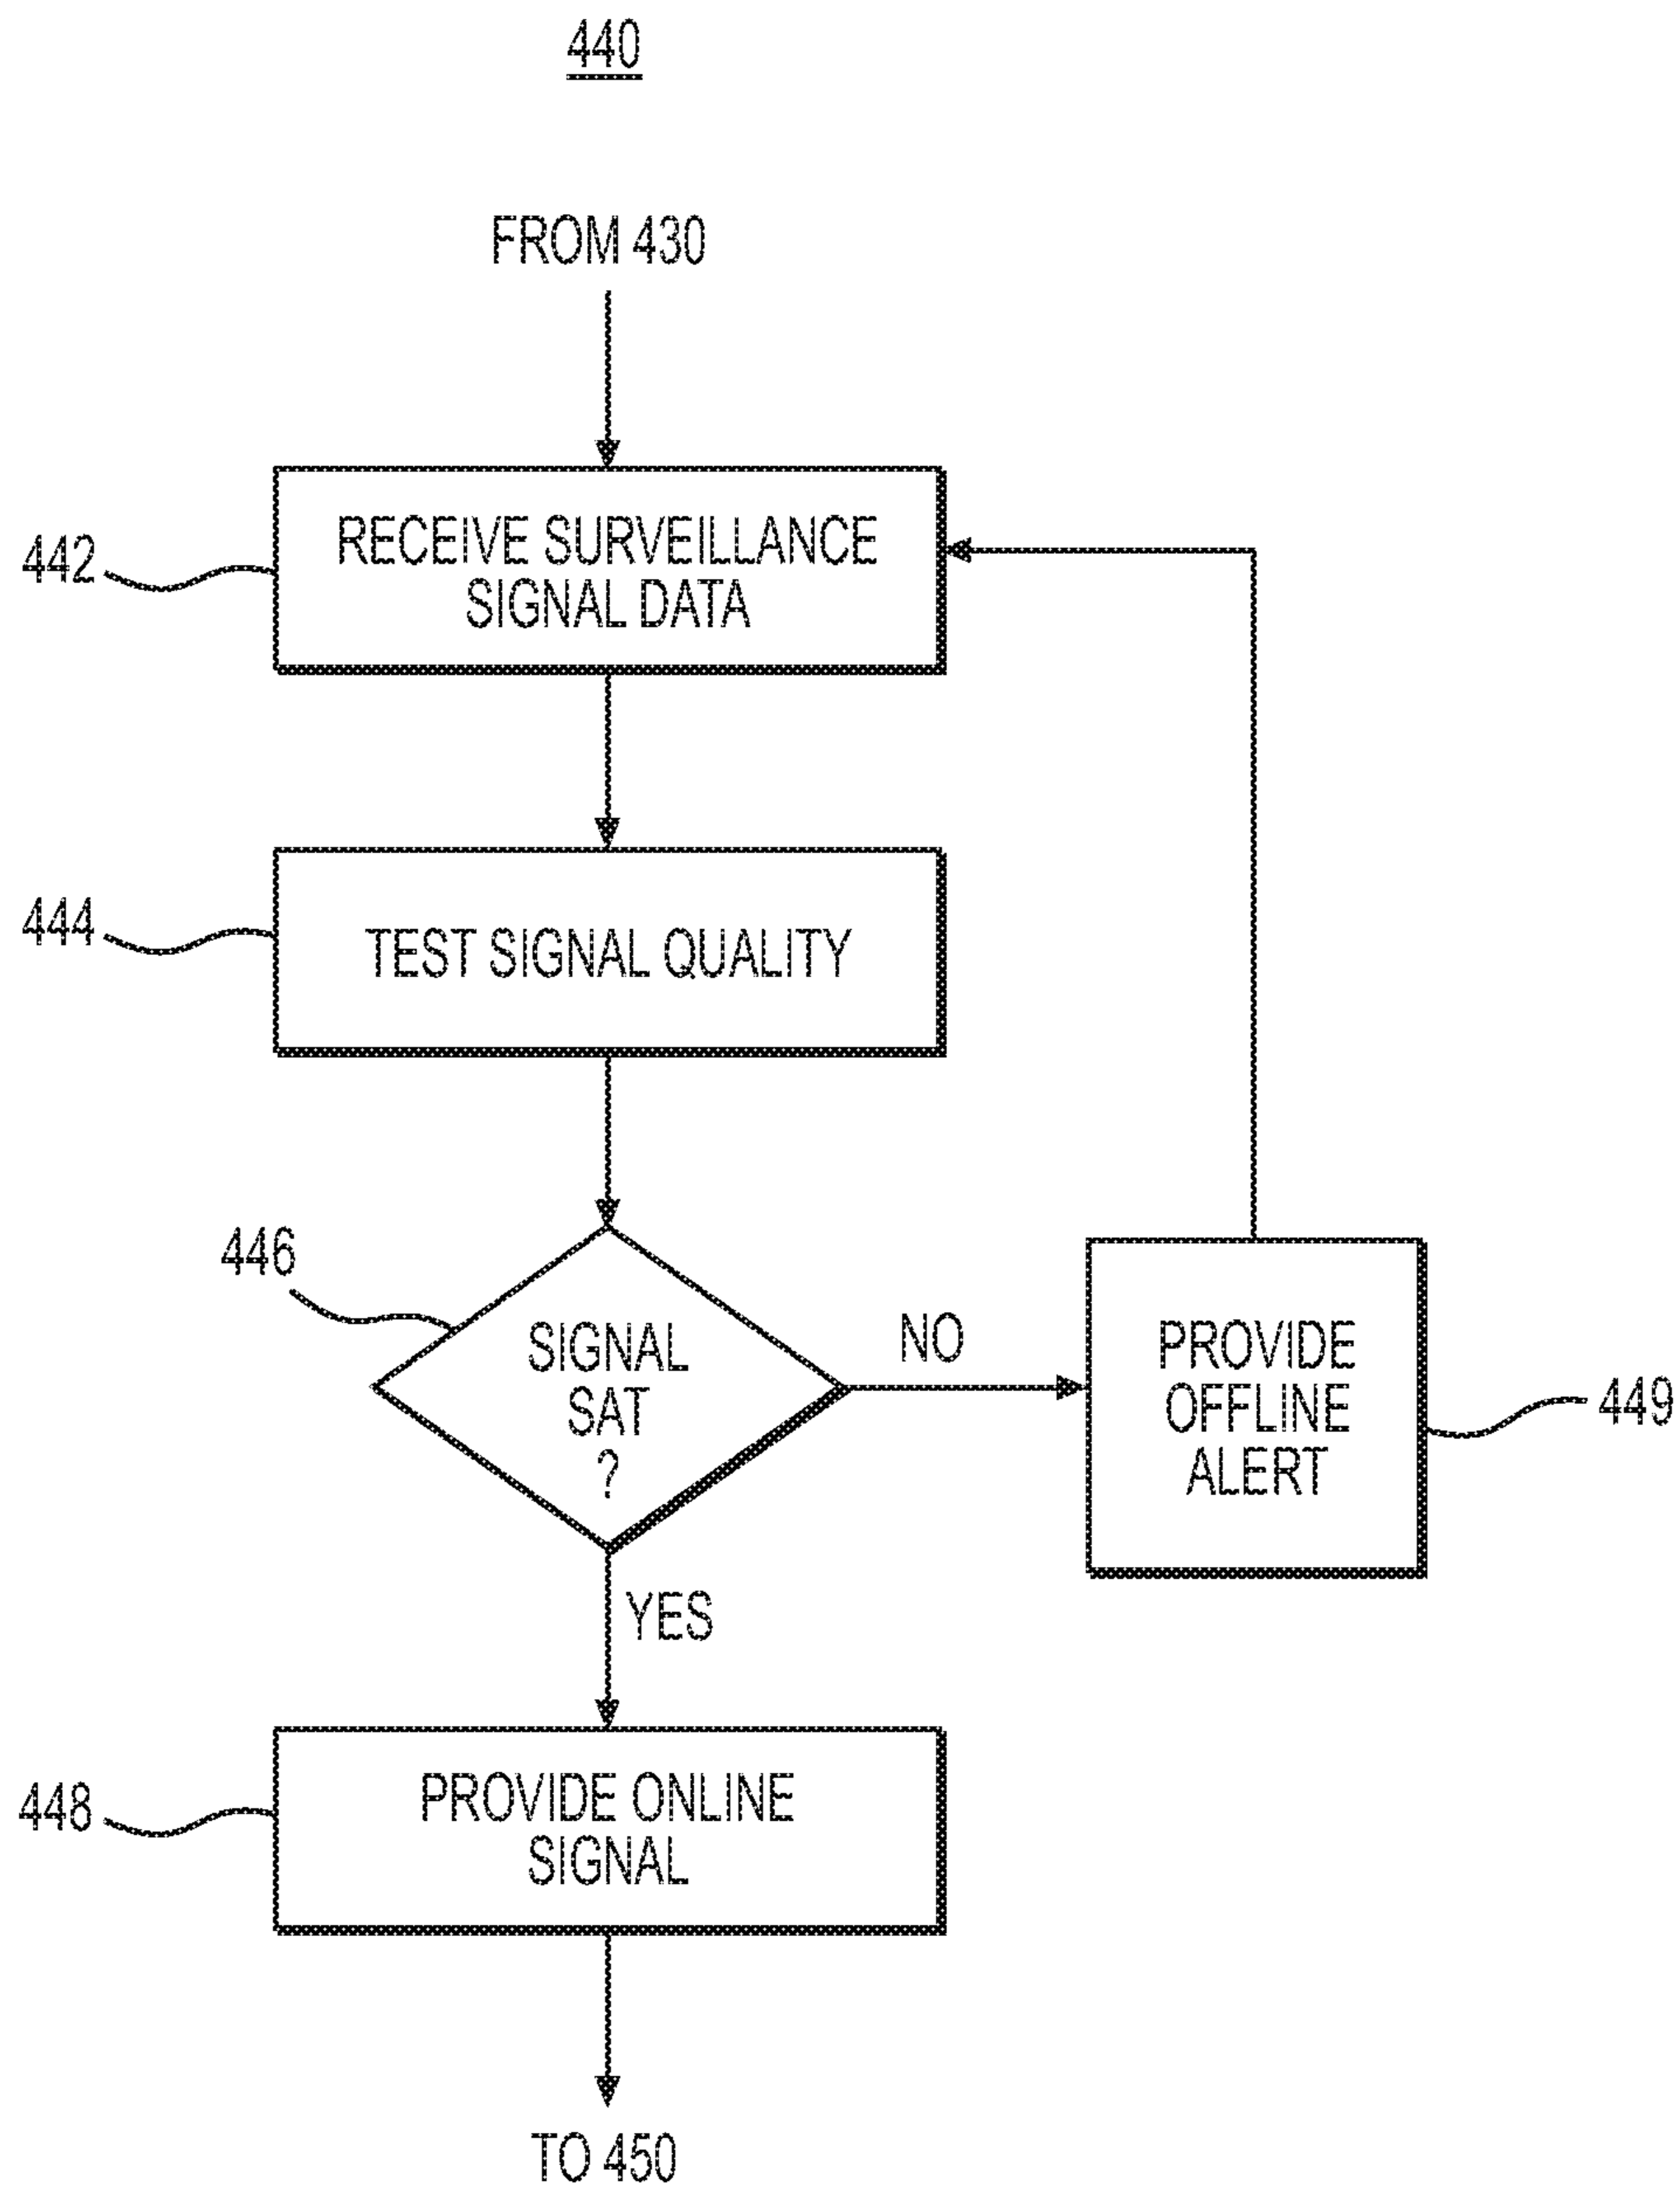 440
FROM 430
442
RECEIVE SURVEILLANCE
SIGNAL DATA
444
TEST SIGNAL QUALITY
446
SIGNAL
SAT
?
NO
PROVIDE
OFFLINE
ALERT
449
YES
448
PROVIDE ONLINE
SIGNAL
TO 450